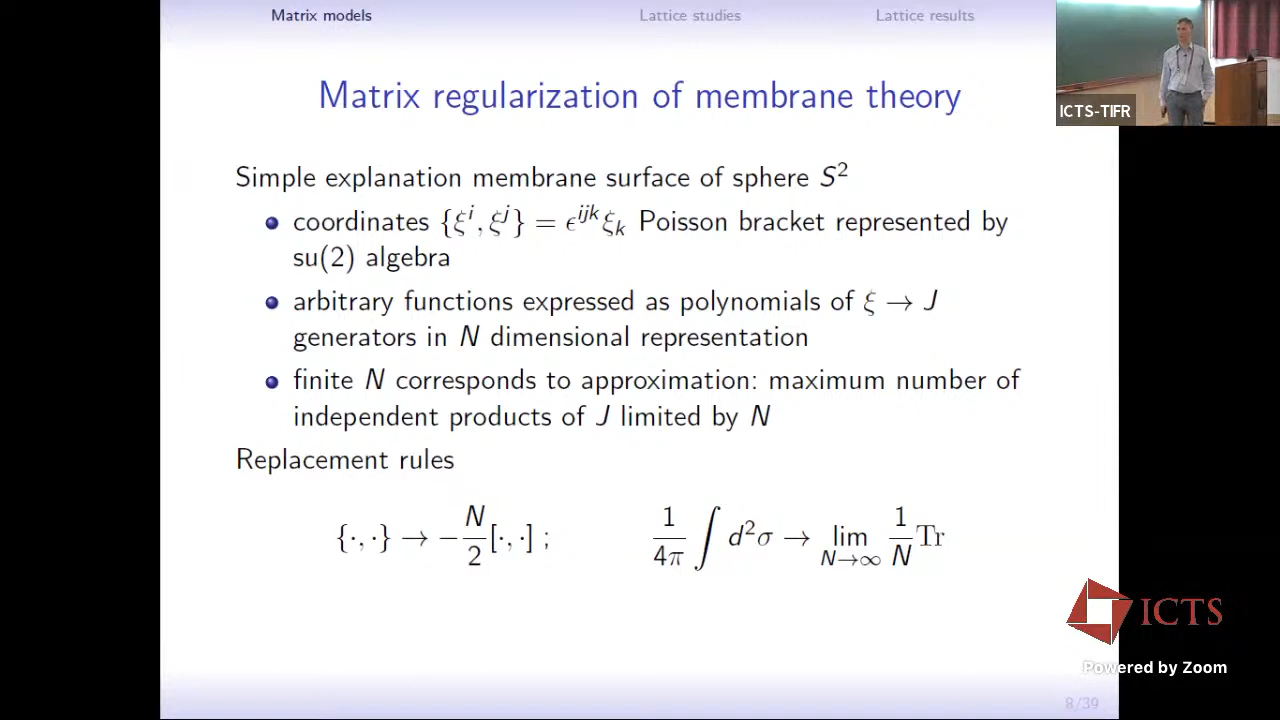 Matrix models Lattice studies Lattice results
Matrix regularization of membrane theory
ICTS-TIFR
Simple explanation membrane surface of sphere S²
coordinates {ξⁱ, ξʲ} = ϵⁱʲᵏξₖ Poisson bracket represented by
su(2) algebra
arbitrary functions expressed as polynomials of ξ → J
generators in N dimensional representation
finite N corresponds to approximation: maximum number of
independent products of J limited by N
Replacement rules
{·, ·} → −N/2[·, ·] ; 1/4π ∫ d²σ → lim N→∞ 1/N Tr
ICTS
Powered by Zoom
8/39